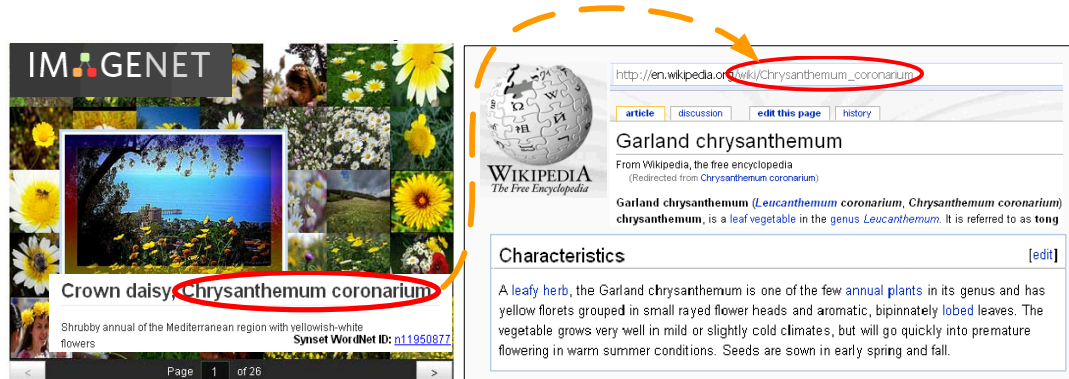 IMAGENET
Crown daisy, Chrysanthemum coronarium
Shrubby annual of the Mediterranean region with yellowish-white
flowers
Synset WordNet ID: n11950877
< Page 1 of 26 >
http://en.wikipedia.org/wiki/Chrysanthemum_coronarium
article discussion edit this page history
WIKIPEDIA
The Free Encyclopedia
Garland chrysanthemum
From Wikipedia, the free encyclopedia
(Redirected from Chrysanthemum coronarium)
Garland chrysanthemum (Leucanthemum coronarium, Chrysanthemum coronarium)
chrysanthemum, is a leaf vegetable in the genus Leucanthemum. It is referred to as tong
Characteristics [edit]
A leafy herb, the Garland chrysanthemum is one of the few annual plants in its genus and has
yellow florets grouped in small rayed flower heads and aromatic, bipinnately lobed leaves. The
vegetable grows very well in mild or slightly cold climates, but will go quickly into premature
flowering in warm summer conditions. Seeds are sown in early spring and fall.